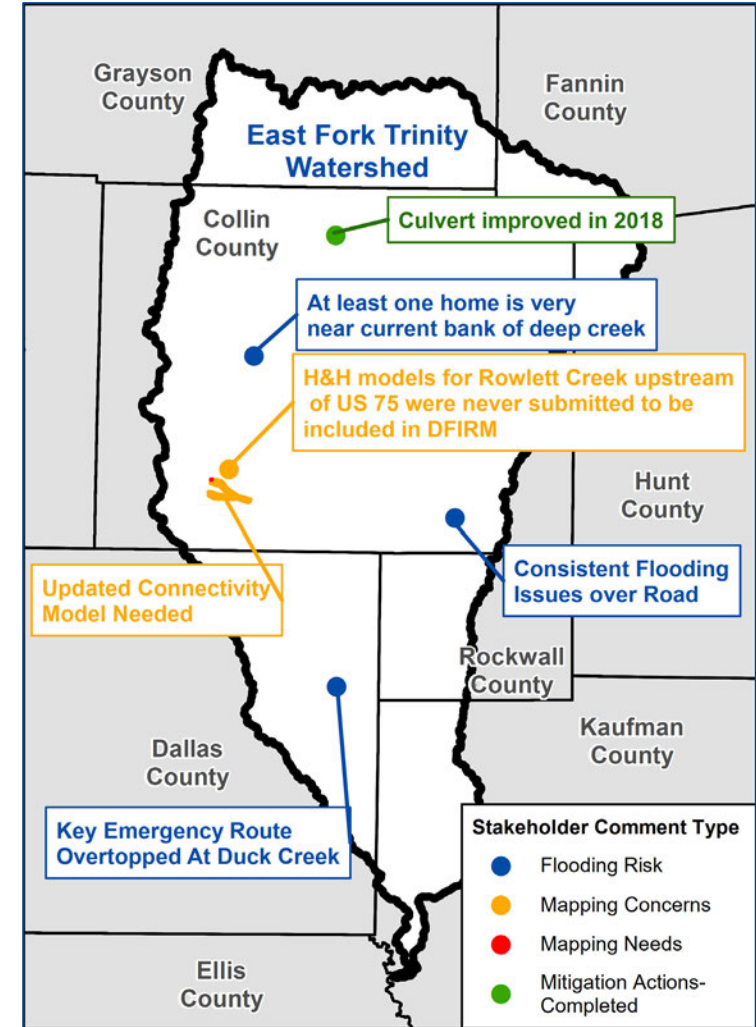 Grayson
County
Fannin
County
East Fork Trinity
Watershed
Collin
County
Culvert improved in 2018
At least one home is very
near current bank of deep creek
H&H models for Rowlett Creek upstream
of US 75 were never submitted to be
included in DFIRM
Hunt
County
Updated Connectivity
Model Needed
Consistent Flooding
Issues over Road
Rockwall
County
Kaufman
County
Dallas
County
Key Emergency Route
Overtopped At Duck Creek
Ellis
County
Stakeholder Comment Type
Flooding Risk
Mapping Concerns
Mapping Needs
Mitigation Actions-
Completed